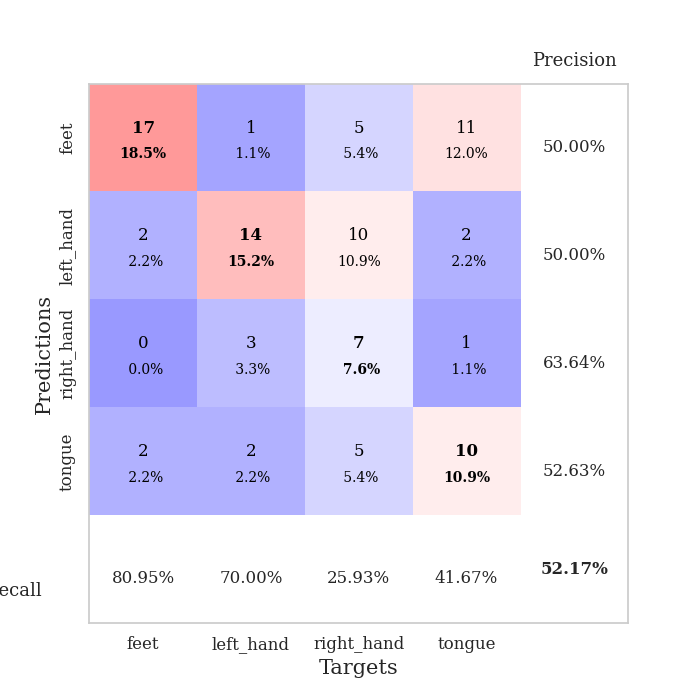 Precision
feet
17 1 5 11
18.5% 1.1% 5.4% 12.0%
50.00%
left_hand
2 14 10 2
2.2% 15.2% 10.9% 2.2%
50.00%
Predictions
right_hand
0 3 7 1
0.0% 3.3% 7.6% 1.1%
63.64%
tongue
2 2 5 10
2.2% 2.2% 5.4% 10.9%
52.63%
ecall
80.95% 70.00% 25.93% 41.67% 52.17%
feet left_hand right_hand tongue
Targets